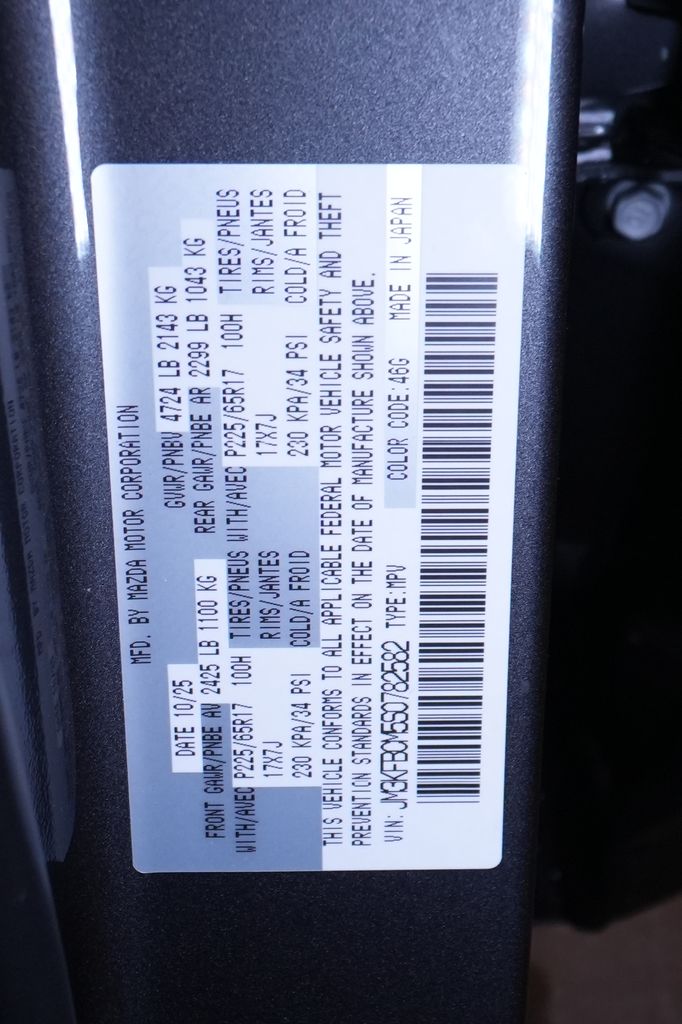 MFD. BY MAZDA MOTOR CORPORATION
DATE 10/25 GVWR/PNBV 4724 LB 2143 KG
FRONT GAWR/PNBE AV 2425 LB 1100 KG REAR GAWR/PNBE AR 2299 LB 1043 KG
WITH/AVEC P225/65R17 100H TIRES/PNEUS WITH/AVEC P225/65R17 100H TIRES/PNEUS
17X7J RIMS/JANTES 17X7J RIMS/JANTES
230 KPA/34 PSI COLD/A FROID 230 KPA/34 PSI COLD/A FROID
THIS VEHICLE CONFORMS TO ALL APPLICABLE FEDERAL MOTOR VEHICLE SAFETY AND THEFT
PREVENTION STANDARDS IN EFFECT ON THE DATE OF MANUFACTURE SHOWN ABOVE.
VIN: JM3KFBCM5S0782582 TYPE:MPV COLOR CODE:46G MADE IN JAPAN